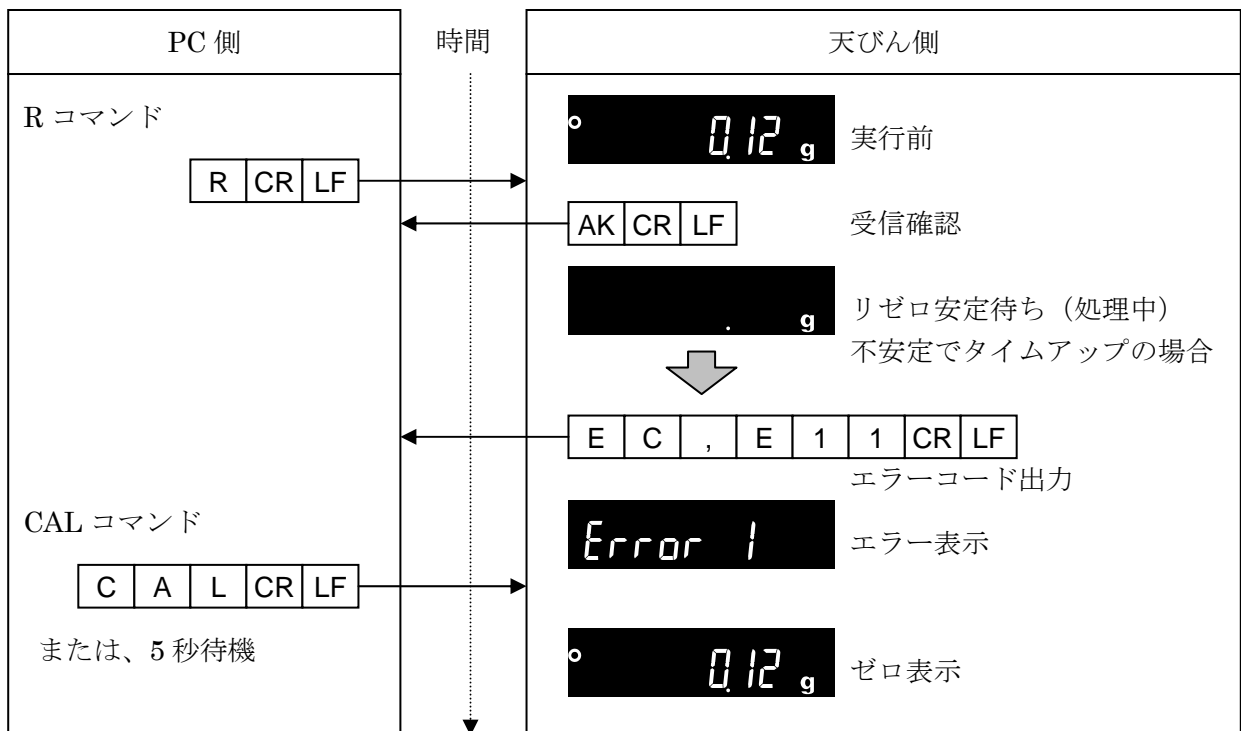 PC 側
時間
天びん側
R コマンド
0.12 g
実行前
R CR LF
AK CR LF
受信確認
. g
リゼロ安定待ち（処理中）
不安定でタイムアップの場合
E C , E 1 1 CR LF
エラーコード出力
CAL コマンド
Error 1
エラー表示
C A L CR LF
または、5 秒待機
0.12 g
ゼロ表示